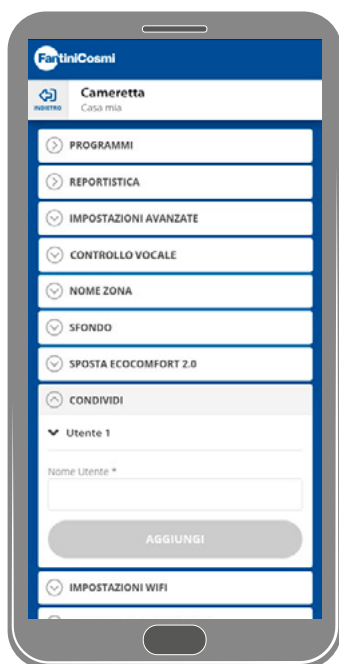 FantiniCosmi
Cameretta
INDIETRO
Casa mia
PROGRAMMI
REPORTISTICA
IMPOSTAZIONI AVANZATE
CONTROLLO VOCALE
NOME ZONA
SFONDO
SPOSTA ECOCOMFORT 2.0
CONDIVIDI
Utente 1
Nome Utente *
AGGIUNGI
IMPOSTAZIONI WIFI